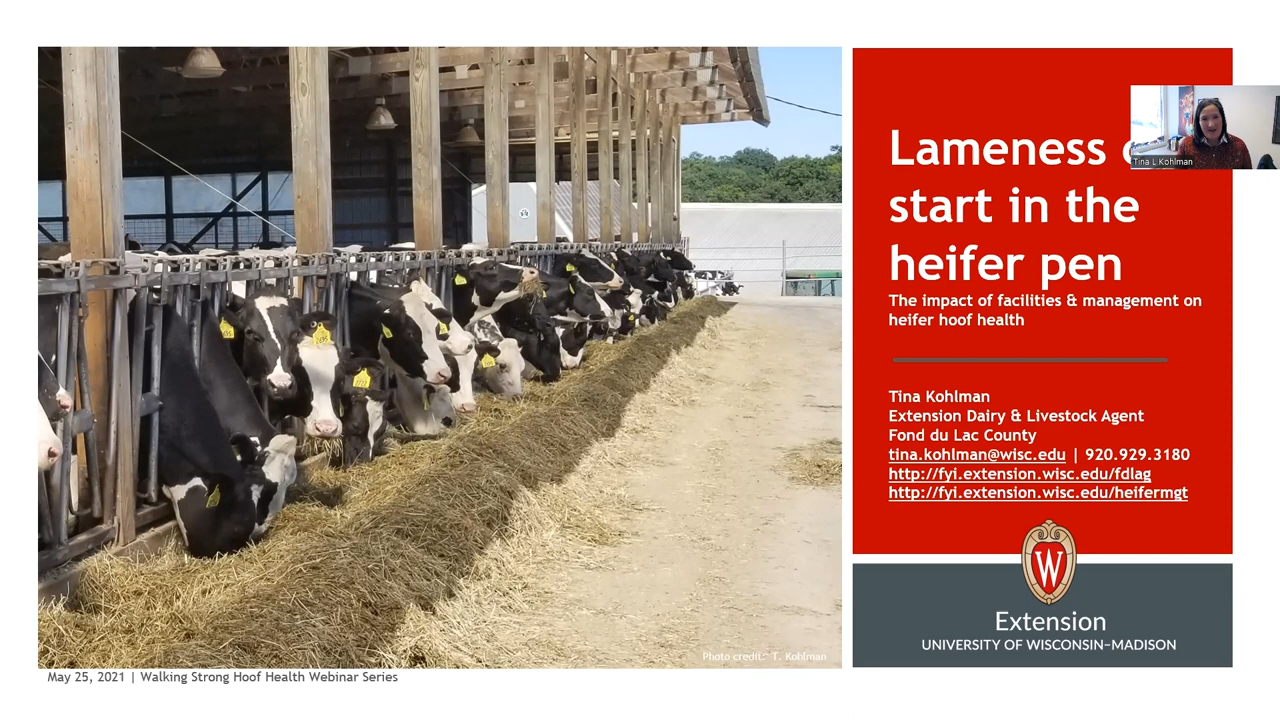 Lameness
start in the
heifer pen
The impact of facilities & management on
heifer hoof health
Tina L Kohlman
Tina Kohlman
Extension Dairy & Livestock Agent
Fond du Lac County
tina.kohlman@wisc.edu | 920.929.3180
http://fyi.extension.wisc.edu/fdlag
http://fyi.extension.wisc.edu/heifermgt
W
Extension
UNIVERSITY OF WISCONSIN–MADISON
Photo credit: T. Kohlman
May 25, 2021 | Walking Strong Hoof Health Webinar Series